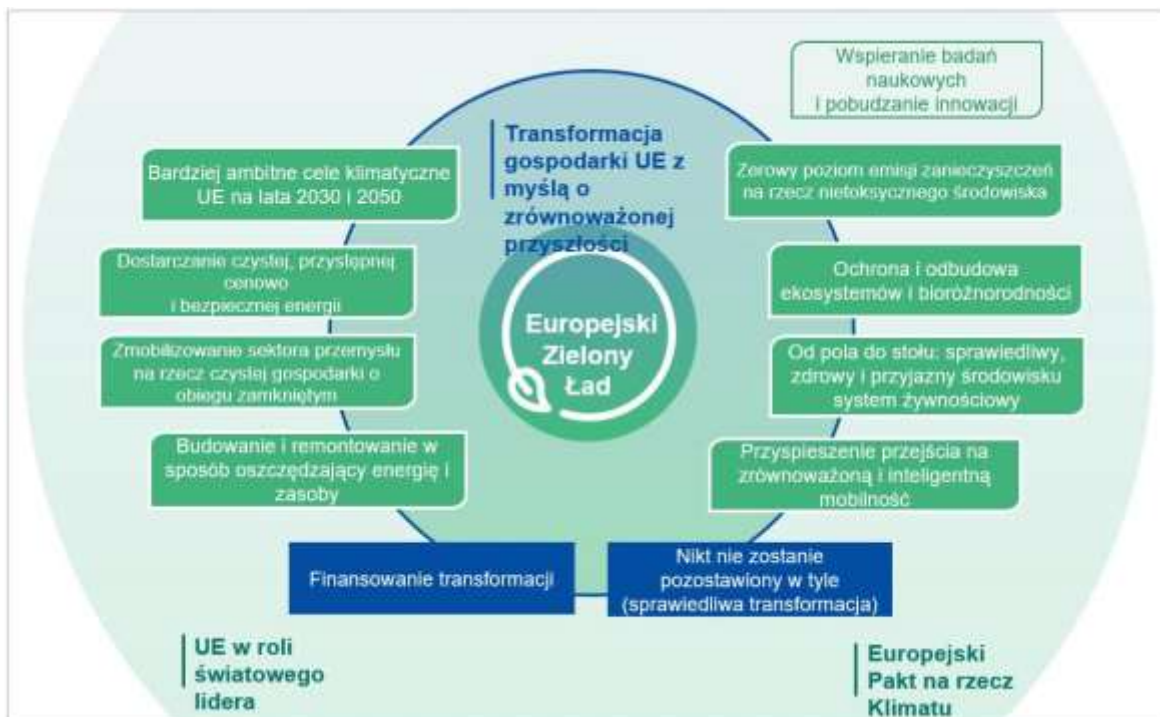 Wspieranie badań
naukowych
i pobudzanie innowacji
Transformacja
gospodarki UE z
myślą o
zrównoważonej
przyszłości
Bardziej ambitne cele klimatyczne
UE na lata 2030 i 2050
Zerowy poziom emisji zanieczyszczeń
na rzecz nietoksycznego środowiska
Dostarczanie czystej, przystępnej
cenowo
i bezpiecznej energii
Ochrona i odbudowa
ekosystemów i bioróżnorodności
Europejski
Zielony
Ład
Zmobilizowanie sektora przemysłu
na rzecz czystej gospodarki o
obiegu zamkniętym
Od pola do stołu: sprawiedliwy,
zdrowy i przyjazny środowisku
system żywnościowy
Budowanie i remontowanie w
sposób oszczędzający energię i
zasoby
Przyspieszenie przejścia na
zrównoważoną i inteligentną
mobilność
Finansowanie transformacji
Nikt nie zostanie
pozostawiony w tyle
(sprawiedliwa transformacja)
UE w roli
światowego
lidera
Europejski
Pakt na rzecz
Klimatu